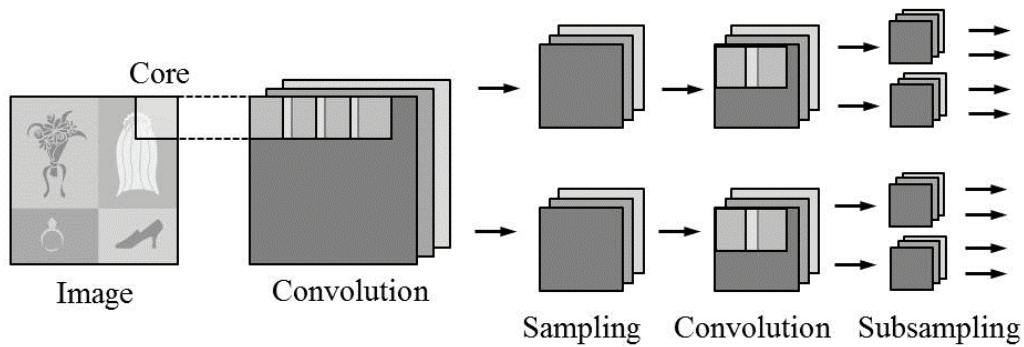 Core
Image
Convolution
Sampling
Convolution
Subsampling